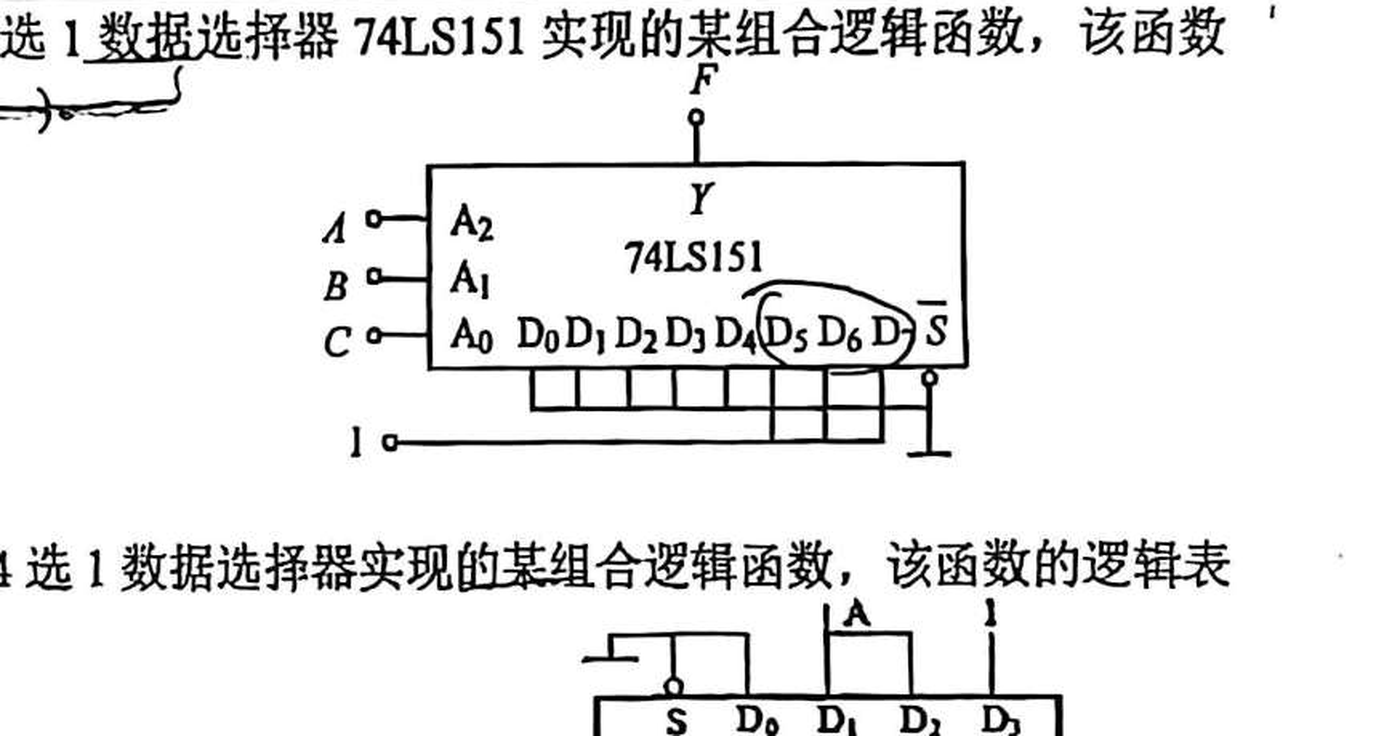 选 1 数据选择器 74LS151 实现的某组合逻辑函数，该函数
F
Y
A A2
74LS151
B A1
C A0 D0 D1 D2 D3 D4 D5 D6 D7 S̅
1
4 选 1 数据选择器实现的某组合逻辑函数，该函数的逻辑表
A 1
S D0 D1 D2 D3